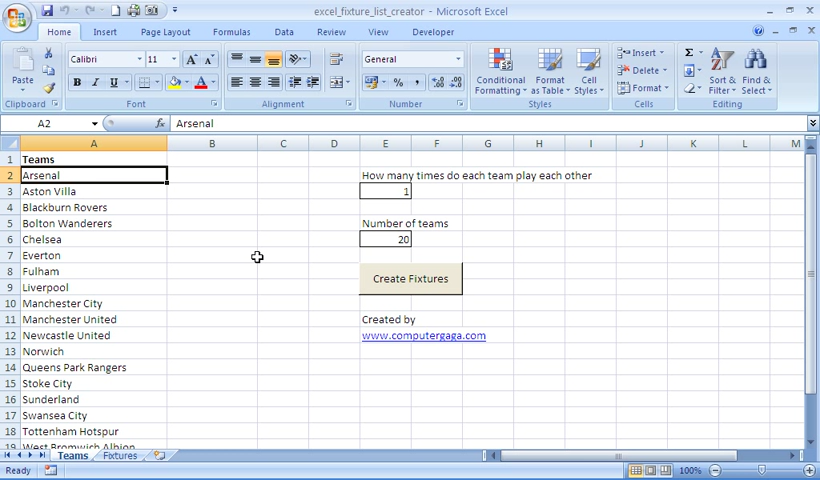 excel_fixture_list_creator - Microsoft Excel
Home Insert Page Layout Formulas Data Review View Developer
Paste
Calibri 11 A A
B I U A
General
% ,
Conditional Formatting
Format as Table
Cell Styles
Insert
Delete
Format
Σ
Sort & Filter
Find & Select
Clipboard Font Alignment Number Styles Cells Editing
A2 fx Arsenal
A B C D E F G H I J K L M
1 Teams
2 Arsenal How many times do each team play each other
3 Aston Villa 1
4 Blackburn Rovers
5 Bolton Wanderers Number of teams
6 Chelsea 20
7 Everton
8 Fulham Create Fixtures
9 Liverpool
10 Manchester City
11 Manchester United Created by
12 Newcastle United www.computergaga.com
13 Norwich
14 Queens Park Rangers
15 Stoke City
16 Sunderland
17 Swansea City
18 Tottenham Hotspur
19 West Bromwich Albion
Teams Fixtures
Ready 100%